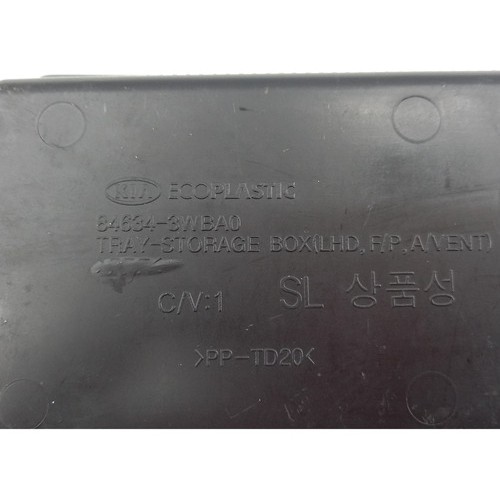 KIA ECOPLASTIC
84634-3WBA0
TRAY-STORAGE BOX(LHD, F/P, A/VENT)
C/V:1 SL 상품성
>PP-TD20<